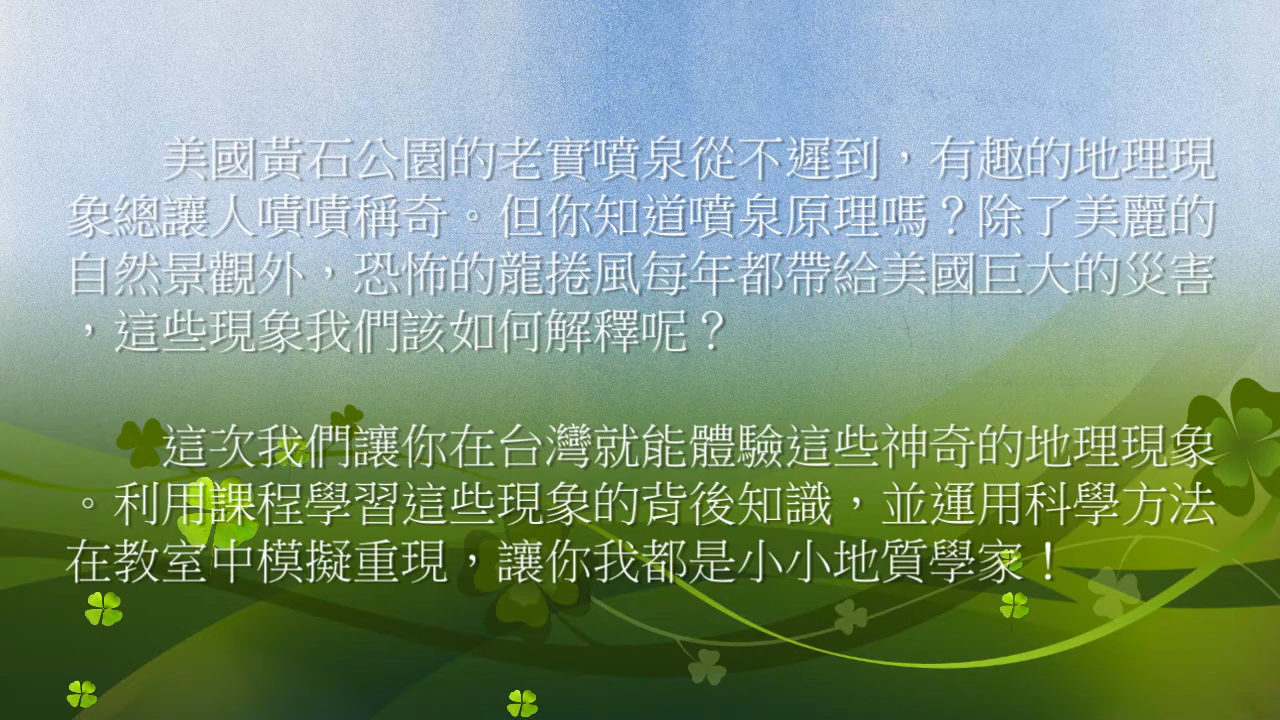 美國黃石公園的老實噴泉從不遲到，有趣的地理現
象總讓人嘖嘖稱奇。但你知道噴泉原理嗎？除了美麗的
自然景觀外，恐怖的龍捲風每年都帶給美國巨大的災害
，這些現象我們該如何解釋呢？
這次我們讓你在台灣就能體驗這些神奇的地理現象
。利用課程學習這些現象的背後知識，並運用科學方法
在教室中模擬重現，讓你我都是小小地質學家！